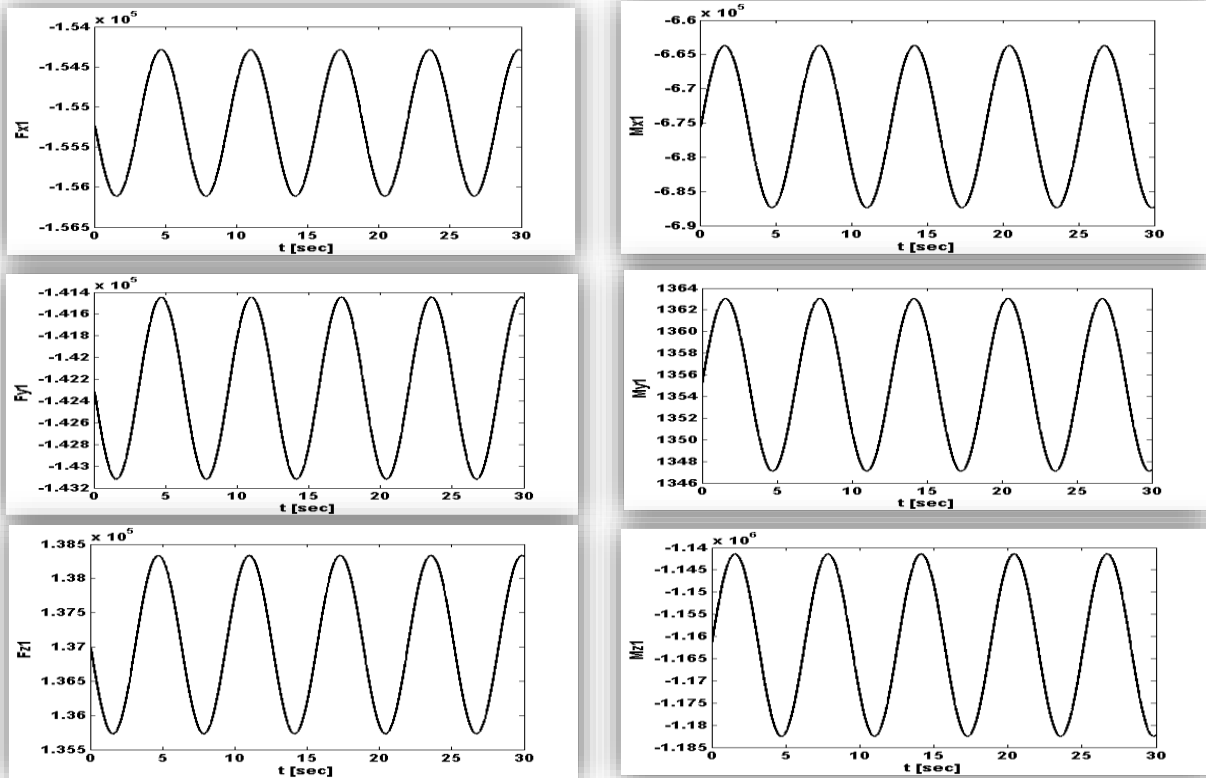 x 10^5
-1.54
-1.545
-1.55
-1.555
-1.56
-1.565
Fx1
0 5 10 15 20 25 30
t [sec]
x 10^5
-6.6
-6.65
-6.7
-6.75
-6.8
-6.85
-6.9
Mx1
0 5 10 15 20 25 30
t [sec]
x 10^5
-1.414
-1.416
-1.418
-1.42
-1.422
-1.424
-1.426
-1.428
-1.43
-1.432
Fy1
0 5 10 15 20 25 30
t [sec]
1364
1362
1360
1358
1356
1354
1352
1350
1348
1346
My1
0 5 10 15 20 25 30
t [sec]
x 10^5
1.385
1.38
1.375
1.37
1.365
1.36
1.355
Fz1
0 5 10 15 20 25 30
t [sec]
x 10^6
-1.14
-1.145
-1.15
-1.155
-1.16
-1.165
-1.17
-1.175
-1.18
-1.185
Mz1
0 5 10 15 20 25 30
t [sec]